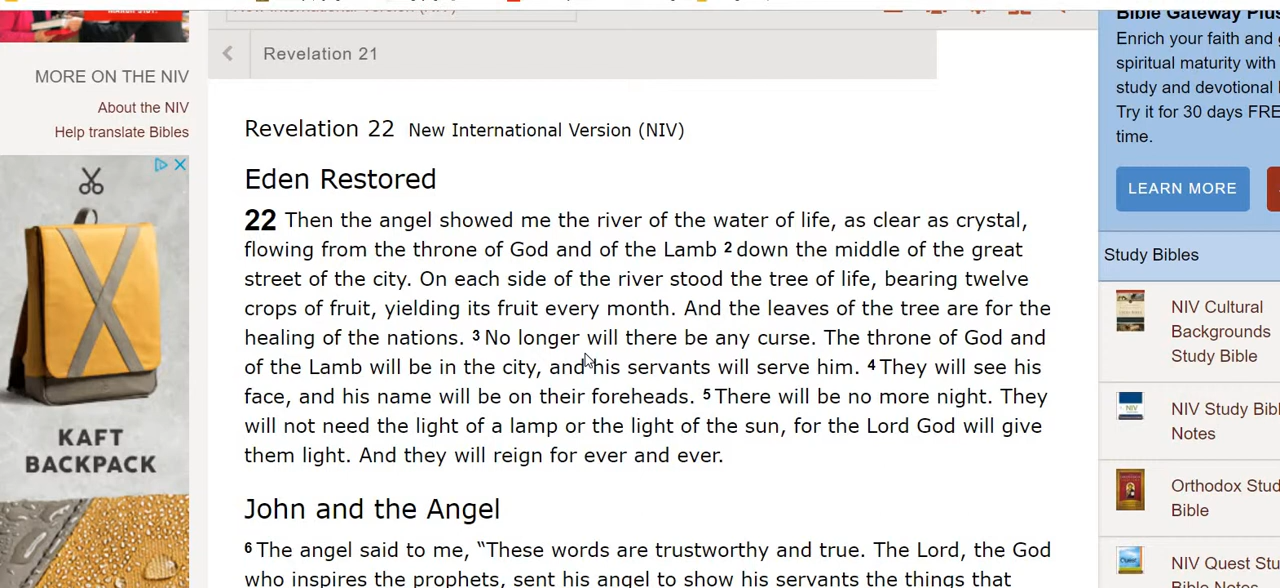 New International Version (NIV)
Revelation 21
MORE ON THE NIV
About the NIV
Help translate Bibles
KAFT
BACKPACK
Revelation 22 New International Version (NIV)
Eden Restored
22 Then the angel showed me the river of the water of life, as clear as crystal,
flowing from the throne of God and of the Lamb 2 down the middle of the great
street of the city. On each side of the river stood the tree of life, bearing twelve
crops of fruit, yielding its fruit every month. And the leaves of the tree are for the
healing of the nations. 3 No longer will there be any curse. The throne of God and
of the Lamb will be in the city, and his servants will serve him. 4 They will see his
face, and his name will be on their foreheads. 5 There will be no more night. They
will not need the light of a lamp or the light of the sun, for the Lord God will give
them light. And they will reign for ever and ever.
John and the Angel
6 The angel said to me, “These words are trustworthy and true. The Lord, the God
who inspires the prophets, sent his angel to show his servants the things that
Bible Gateway Plus
Enrich your faith and
spiritual maturity with
study and devotional
Try it for 30 days FRE
time.
LEARN MORE
Study Bibles
NIV Cultural
Backgrounds
Study Bible
NIV Study Bib
Notes
Orthodox Stud
Bible
NIV Quest Stu
Bible Notes